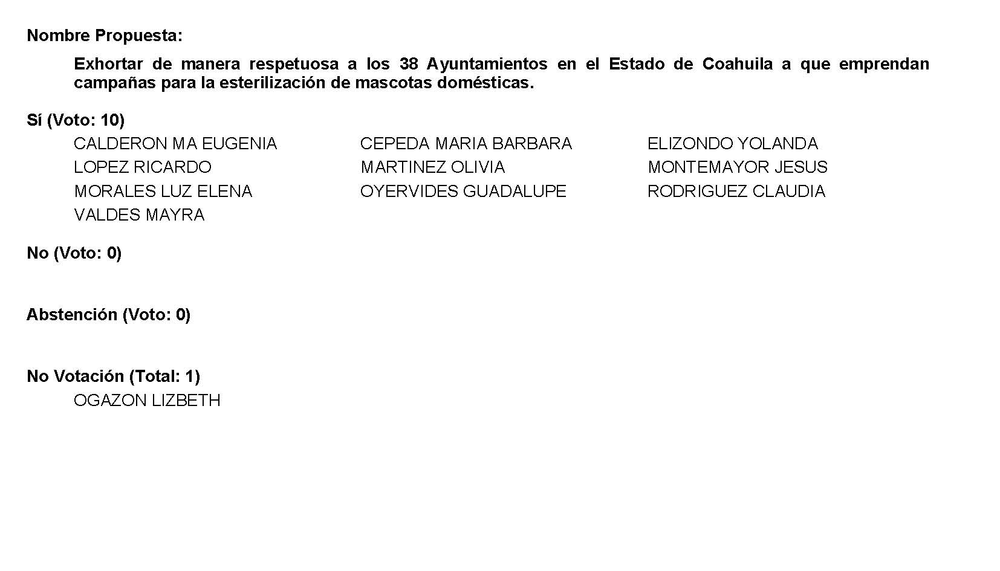 Nombre Propuesta:
Exhortar de manera respetuosa a los 38 Ayuntamientos en el Estado de Coahuila a que emprendan
campañas para la esterilización de mascotas domésticas.
Sí (Voto: 10)
CALDERON MA EUGENIA CEPEDA MARIA BARBARA ELIZONDO YOLANDA
LOPEZ RICARDO MARTINEZ OLIVIA MONTEMAYOR JESUS
MORALES LUZ ELENA OYERVIDES GUADALUPE RODRIGUEZ CLAUDIA
VALDES MAYRA
No (Voto: 0)
Abstención (Voto: 0)
No Votación (Total: 1)
OGAZON LIZBETH